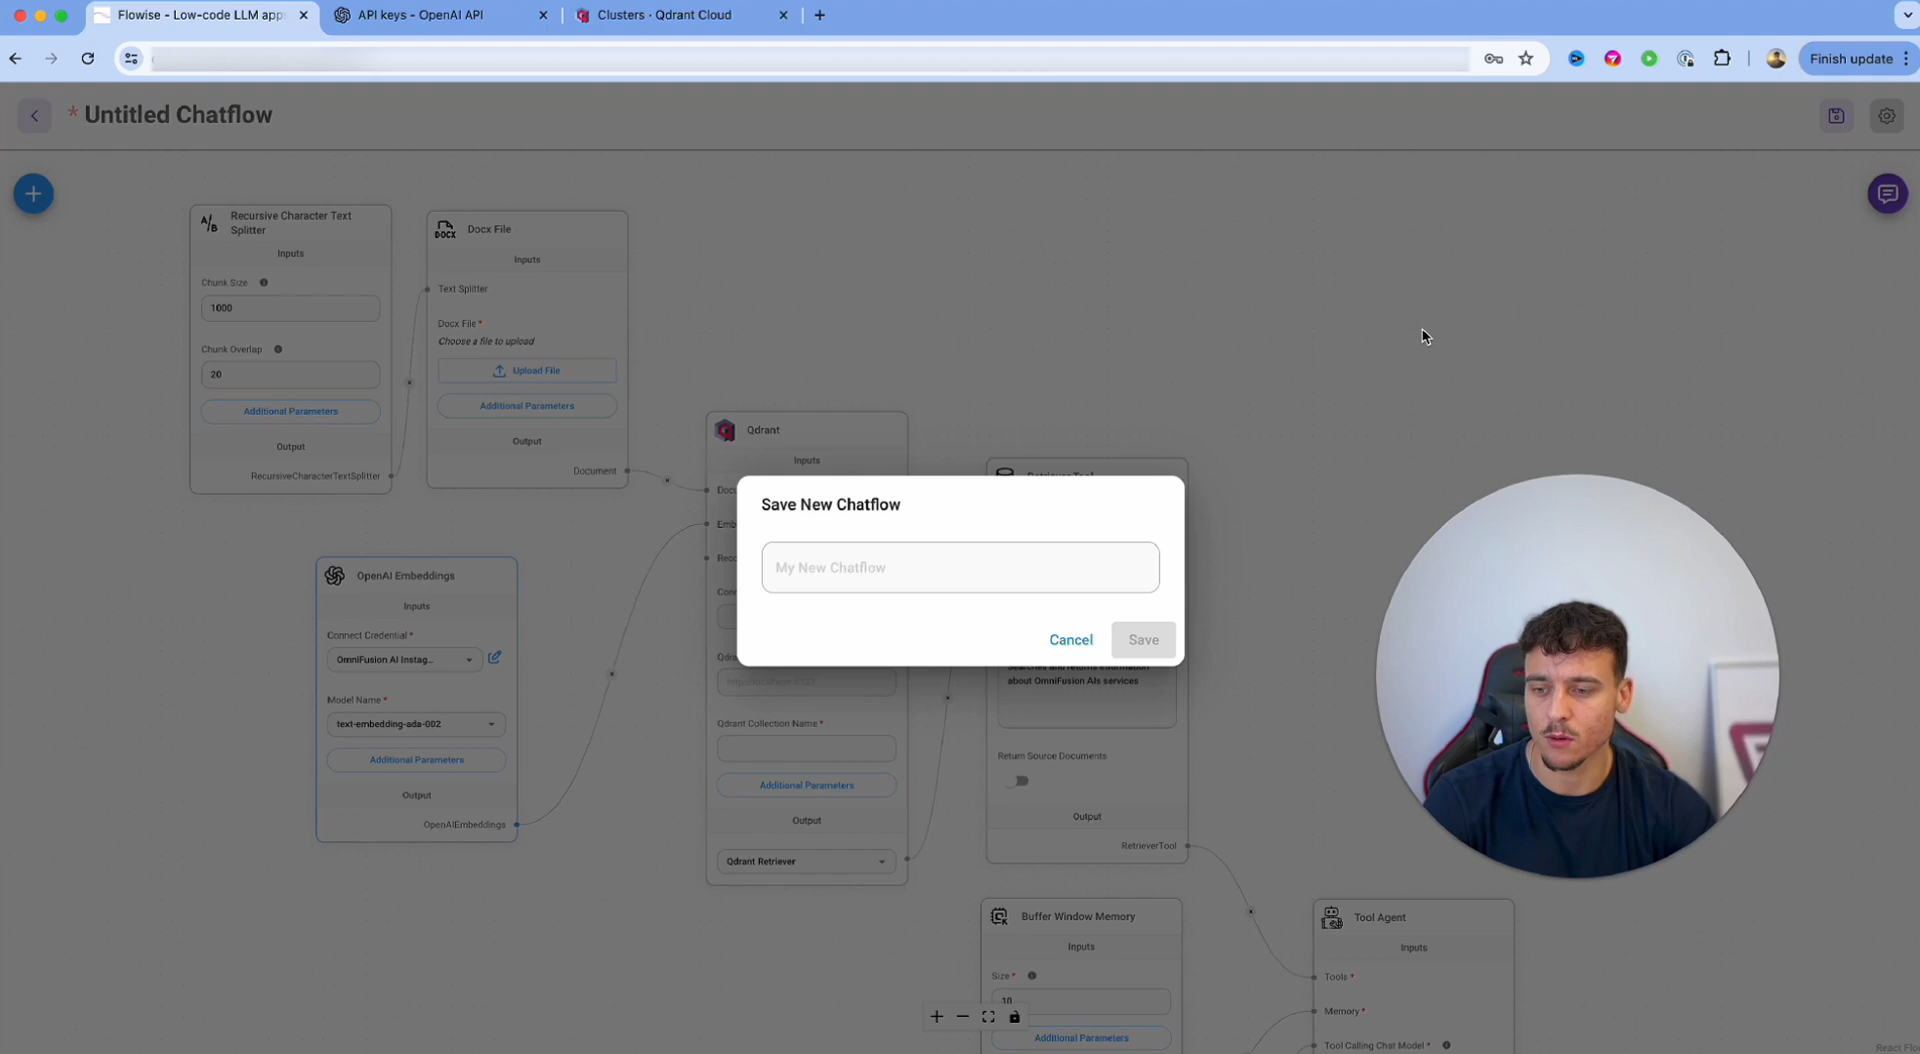 Flowise - Low-code LLM apps
API keys - OpenAI API
Clusters · Qdrant Cloud
Finish update
* Untitled Chatflow
Recursive Character Text
Splitter
Inputs
Chunk Size
1000
Chunk Overlap
20
Additional Parameters
Output
RecursiveCharacterTextSplitter
DOCX
Docx File
Inputs
Text Splitter
Docx File *
Choose a file to upload
Upload File
Additional Parameters
Output
Document
Qdrant
Inputs
Save New Chatflow
My New Chatflow
Cancel
Save
OpenAI Embeddings
Inputs
Connect Credential *
OmniFusion AI Instag...
Model Name *
text-embedding-ada-002
Additional Parameters
Output
OpenAIEmbeddings
Qdrant Collection Name *
Additional Parameters
Output
Qdrant Retriever
about OmniFusion AIs services
Return Source Documents
Output
RetrieverTool
Buffer Window Memory
Inputs
Size *
10
Additional Parameters
Tool Agent
Inputs
Tools *
Memory *
Tool Calling Chat Model *